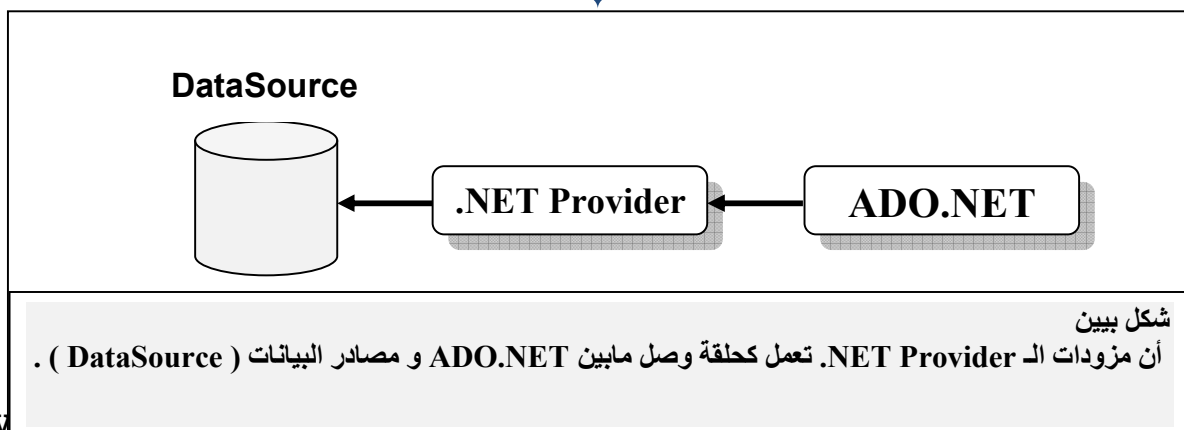 DataSource
.NET Provider
ADO.NET
شكل بيين
أن مزودات الـ .NET Provider تعمل كحلقة وصل مابين ADO.NET و مصادر البيانات ( DataSource ) .